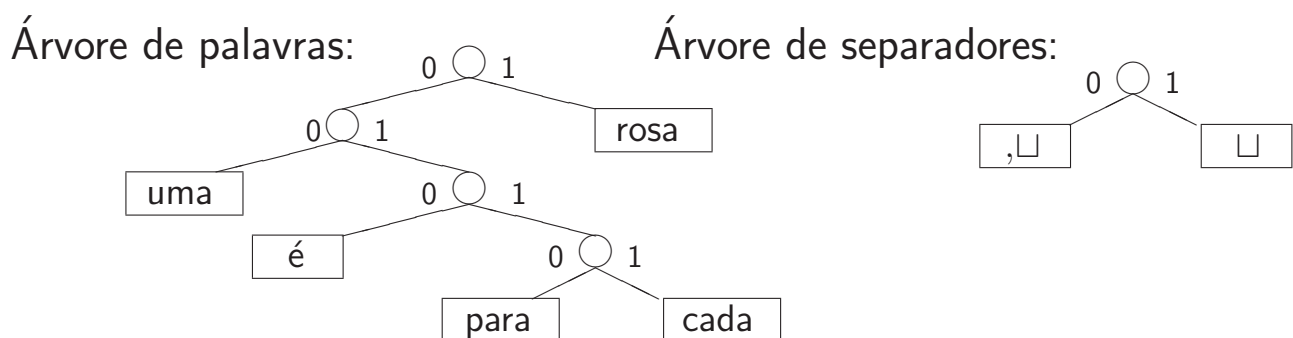 Árvore de palavras: Árvore de separadores:
0 1 0 1
0 1 rosa ,⊔ ⊔
uma 0 1
é 0 1
para cada